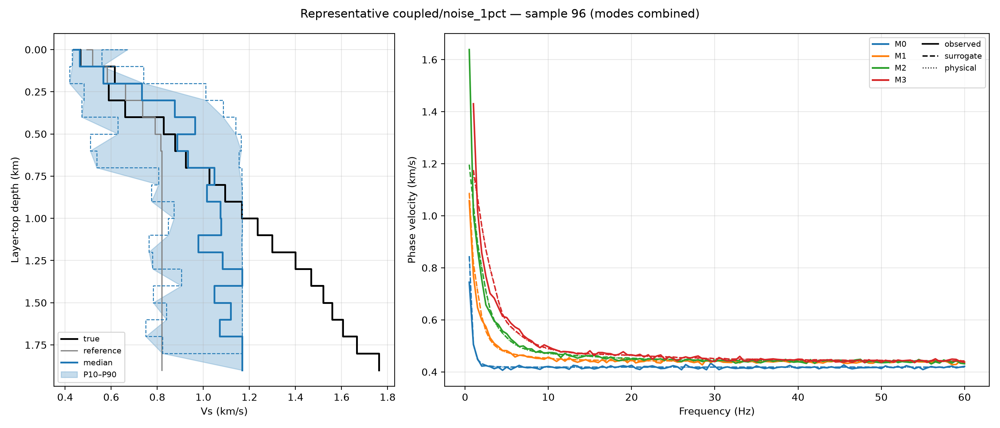 Representative coupled/noise_1pct — sample 96 (modes combined)
Layer-top depth (km)
0.00
0.25
0.50
0.75
1.00
1.25
1.50
1.75
true
reference
median
P10–P90
0.4
0.6
0.8
1.0
1.2
1.4
1.6
1.8
Vs (km/s)
Phase velocity (km/s)
1.6
1.4
1.2
1.0
0.8
0.6
0.4
M0
M1
M2
M3
observed
surrogate
physical
0
10
20
30
40
50
60
Frequency (Hz)